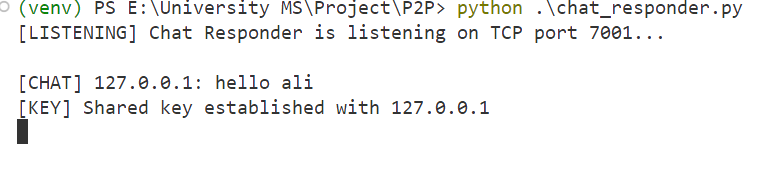 (venv) PS E:\University MS\Project\P2P> python .\chat_responder.py
[LISTENING] Chat Responder is listening on TCP port 7001...
[CHAT] 127.0.0.1: hello ali
[KEY] Shared key established with 127.0.0.1